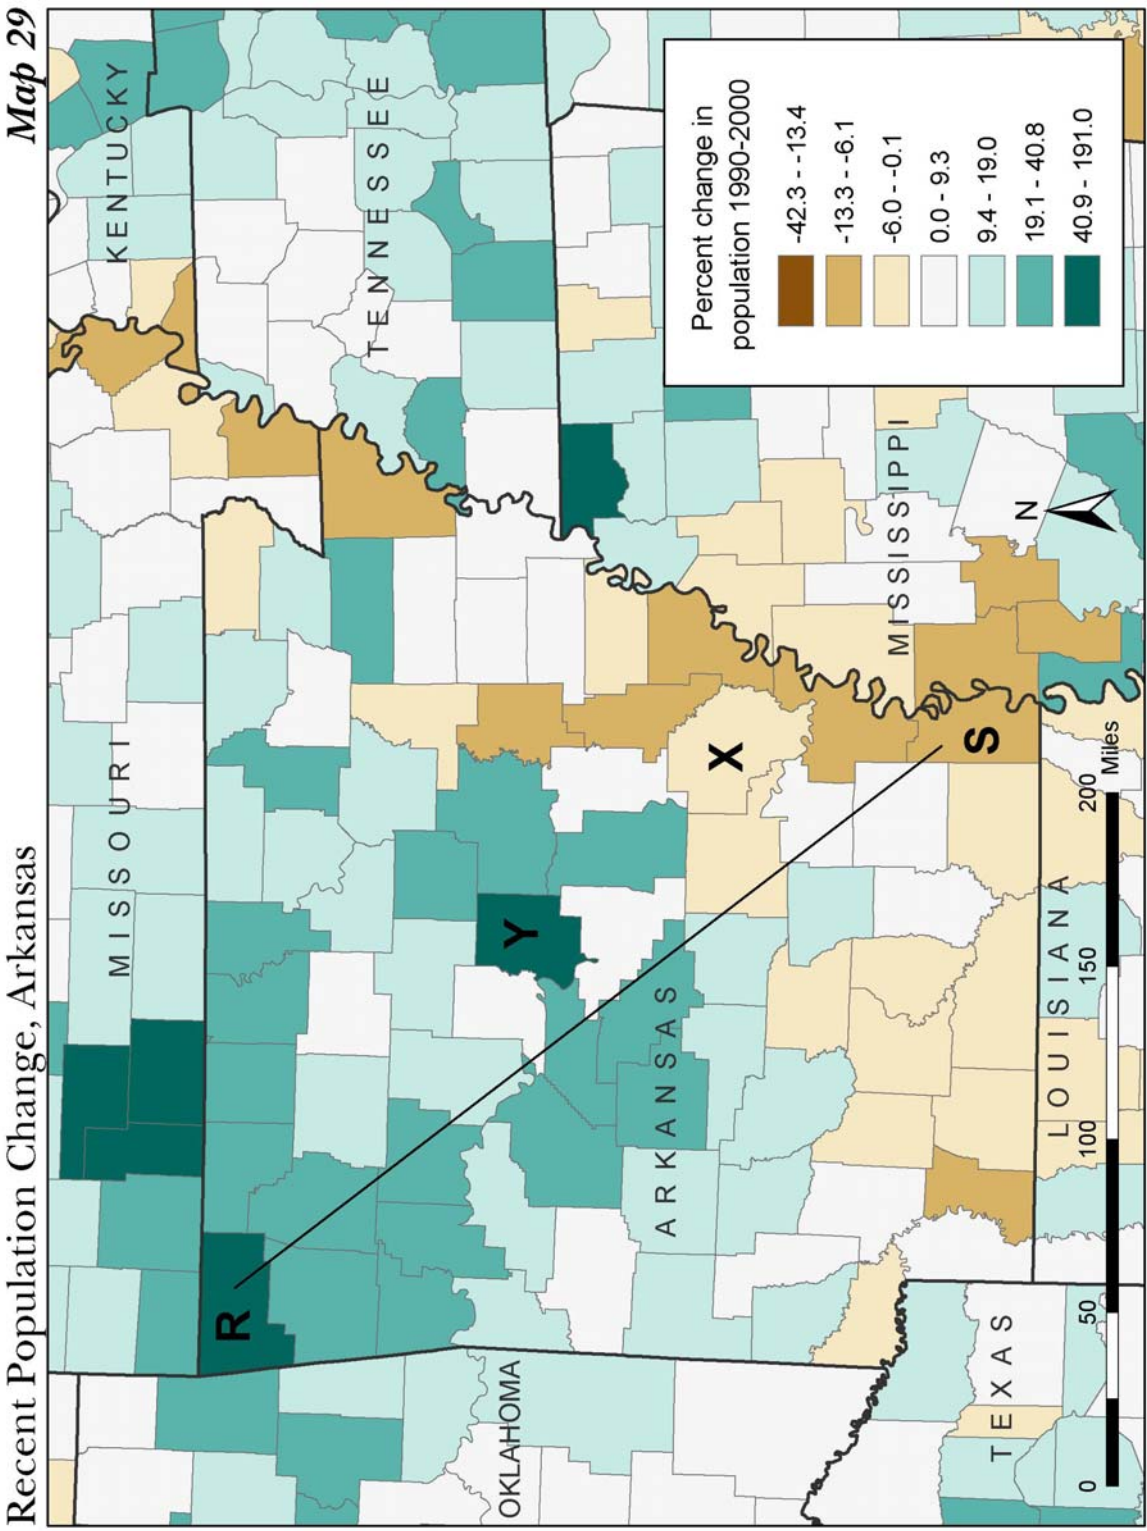 Recent Population Change, Arkansas
Map 29
MISSOURI
KENTUCKY
TENNESSEE
R
Y
X
S
ARKANSAS
OKLAHOMA
MISSISSIPPI
LOUISIANA
TEXAS
N
Percent change in
population 1990-2000
-42.3 - -13.4
-13.3 - -6.1
-6.0 - -0.1
0.0 - 9.3
9.4 - 19.0
19.1 - 40.8
40.9 - 191.0
0 50 100 150 200
Miles